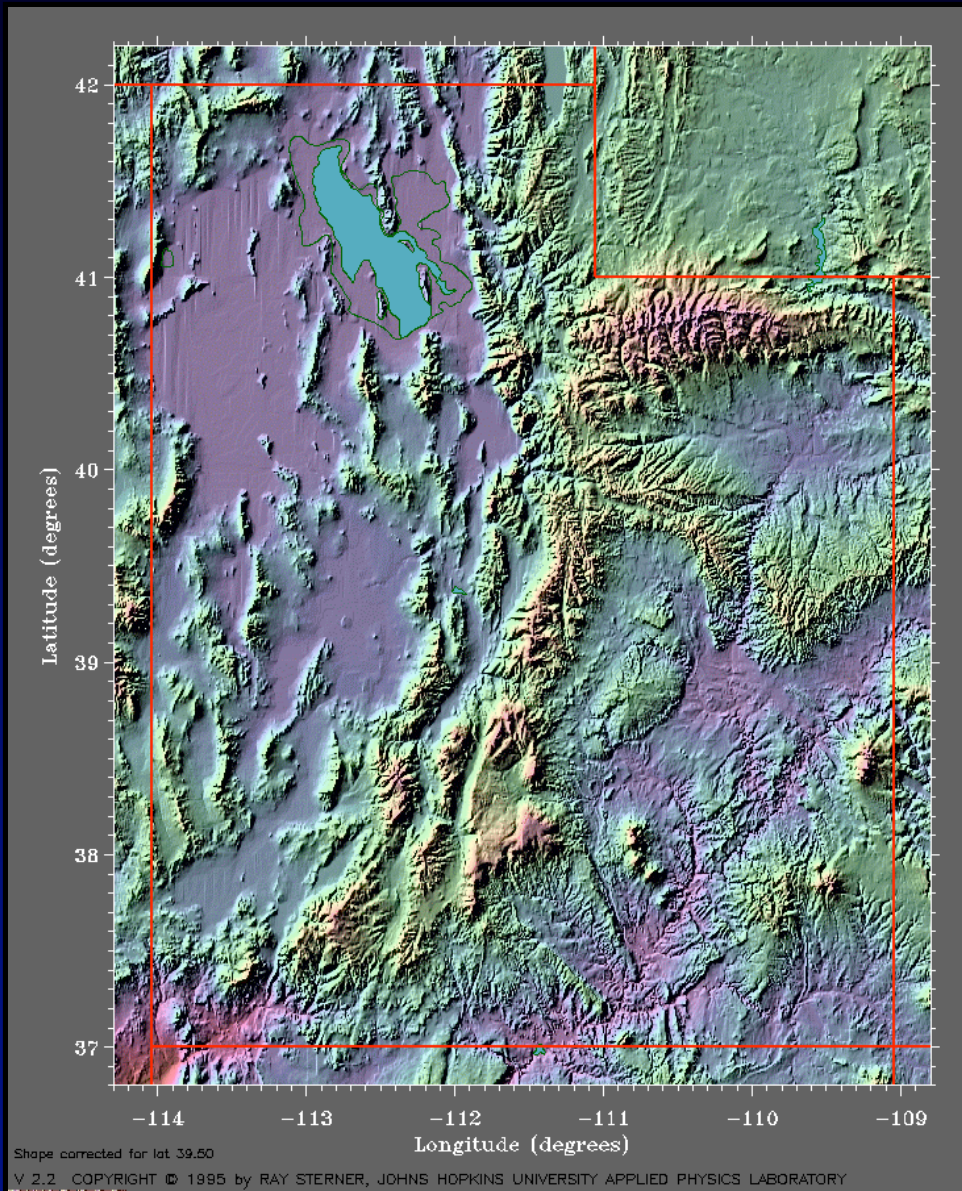 42
41
40
39
38
37
Latitude (degrees)
-114 -113 -112 -111 -110 -109
Longitude (degrees)
Shape corrected for lat 39.50
V 2.2 COPYRIGHT © 1995 by RAY STERNER, JOHNS HOPKINS UNIVERSITY APPLIED PHYSICS LABORATORY